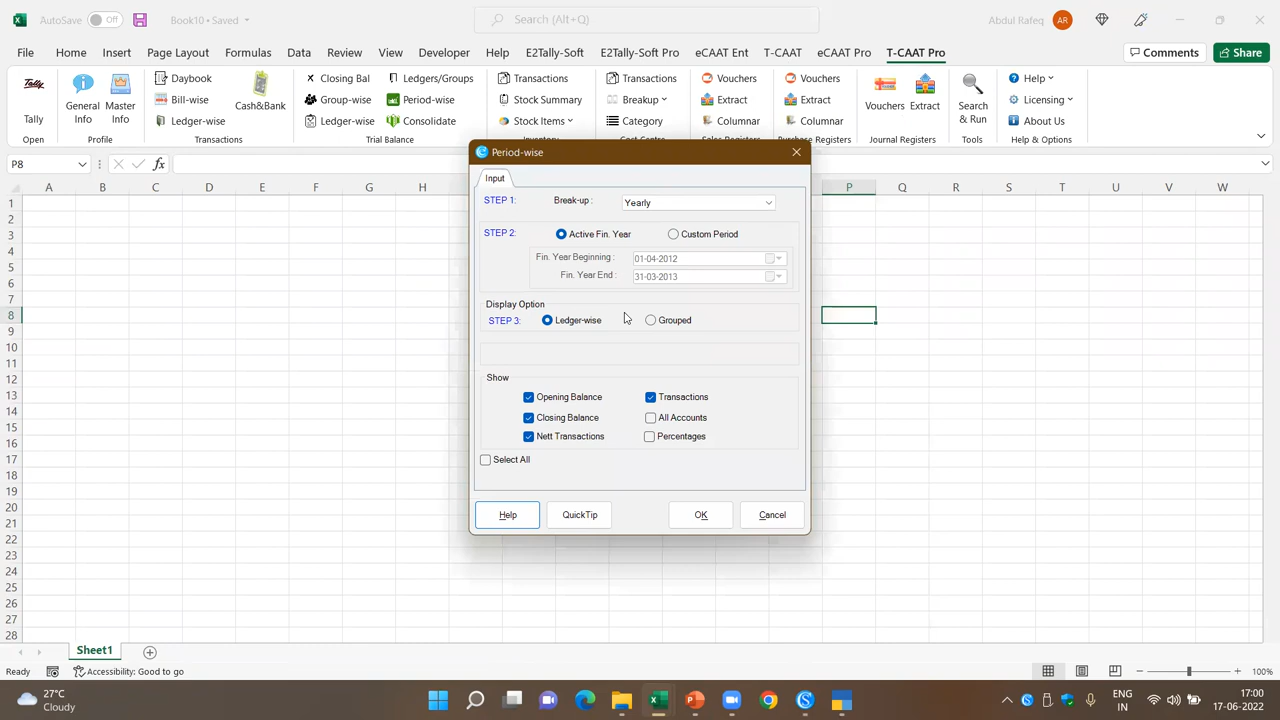 AutoSave Off Book10 • Saved Search (Alt+Q) Abdul Rafeq AR
File Home Insert Page Layout Formulas Data Review View Developer Help E2Tally-Soft E2Tally-Soft Pro eCAAT Ent T-CAAT eCAAT Pro T-CAAT Pro Comments Share
Tally
Tally
Open
General Info
Master Info
Profile
Daybook
Bill-wise
Ledger-wise
Cash&Bank
Transactions
Closing Bal
Group-wise
Ledger-wise
Ledgers/Groups
Period-wise
Consolidate
Trial Balance
Transactions
Stock Summary
Stock Items
Transactions
Breakup
Category
Vouchers
Extract
Columnar
Vouchers
Extract
Columnar
Purchase Registers
Vouchers
Extract
Journal Registers
Search & Run
Tools
Help
Licensing
About Us
Help & Options
P8 fx
A B C D E F G H P Q R S T U V W
1
2
3
4
5
6
7
8
9
10
11
12
13
14
15
16
17
18
19
20
21
22
23
24
25
26
27
28
Period-wise
Input
STEP 1: Break-up : Yearly
STEP 2: Active Fin. Year Custom Period
Fin. Year Beginning : 01-04-2012
Fin. Year End : 31-03-2013
Display Option
STEP 3: Ledger-wise Grouped
Show
Opening Balance Transactions
Closing Balance All Accounts
Nett Transactions Percentages
Select All
Help QuickTip OK Cancel
Sheet1
Ready Accessibility: Good to go 100%
27°C
Cloudy
ENG
IN
17:00
17-06-2022